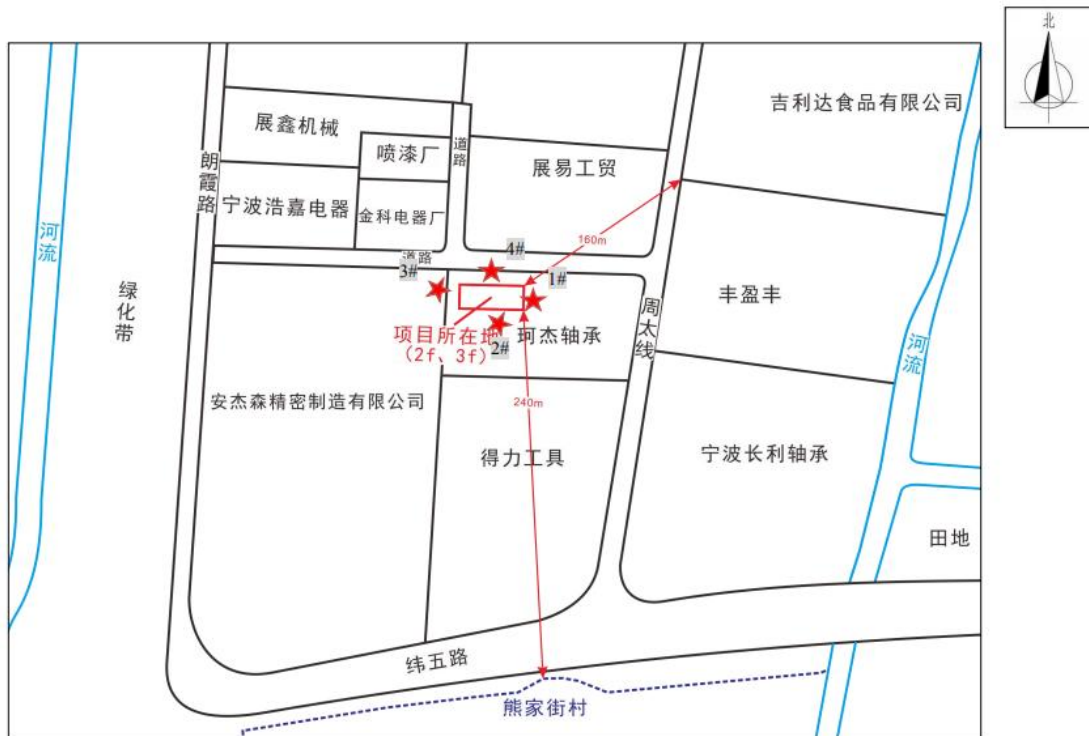 北
吉利达食品有限公司
展鑫机械
喷漆厂
道路
展易工贸
朗霞路
宁波浩嘉电器
金科电器厂
河流
160m
道路
4#
3#
1#
绿化带
丰盈丰
周太线
河流
项目所在地
(2f、3f)
2#
珂杰轴承
安杰森精密制造有限公司
240m
得力工具
宁波长利轴承
田地
纬五路
熊家街村